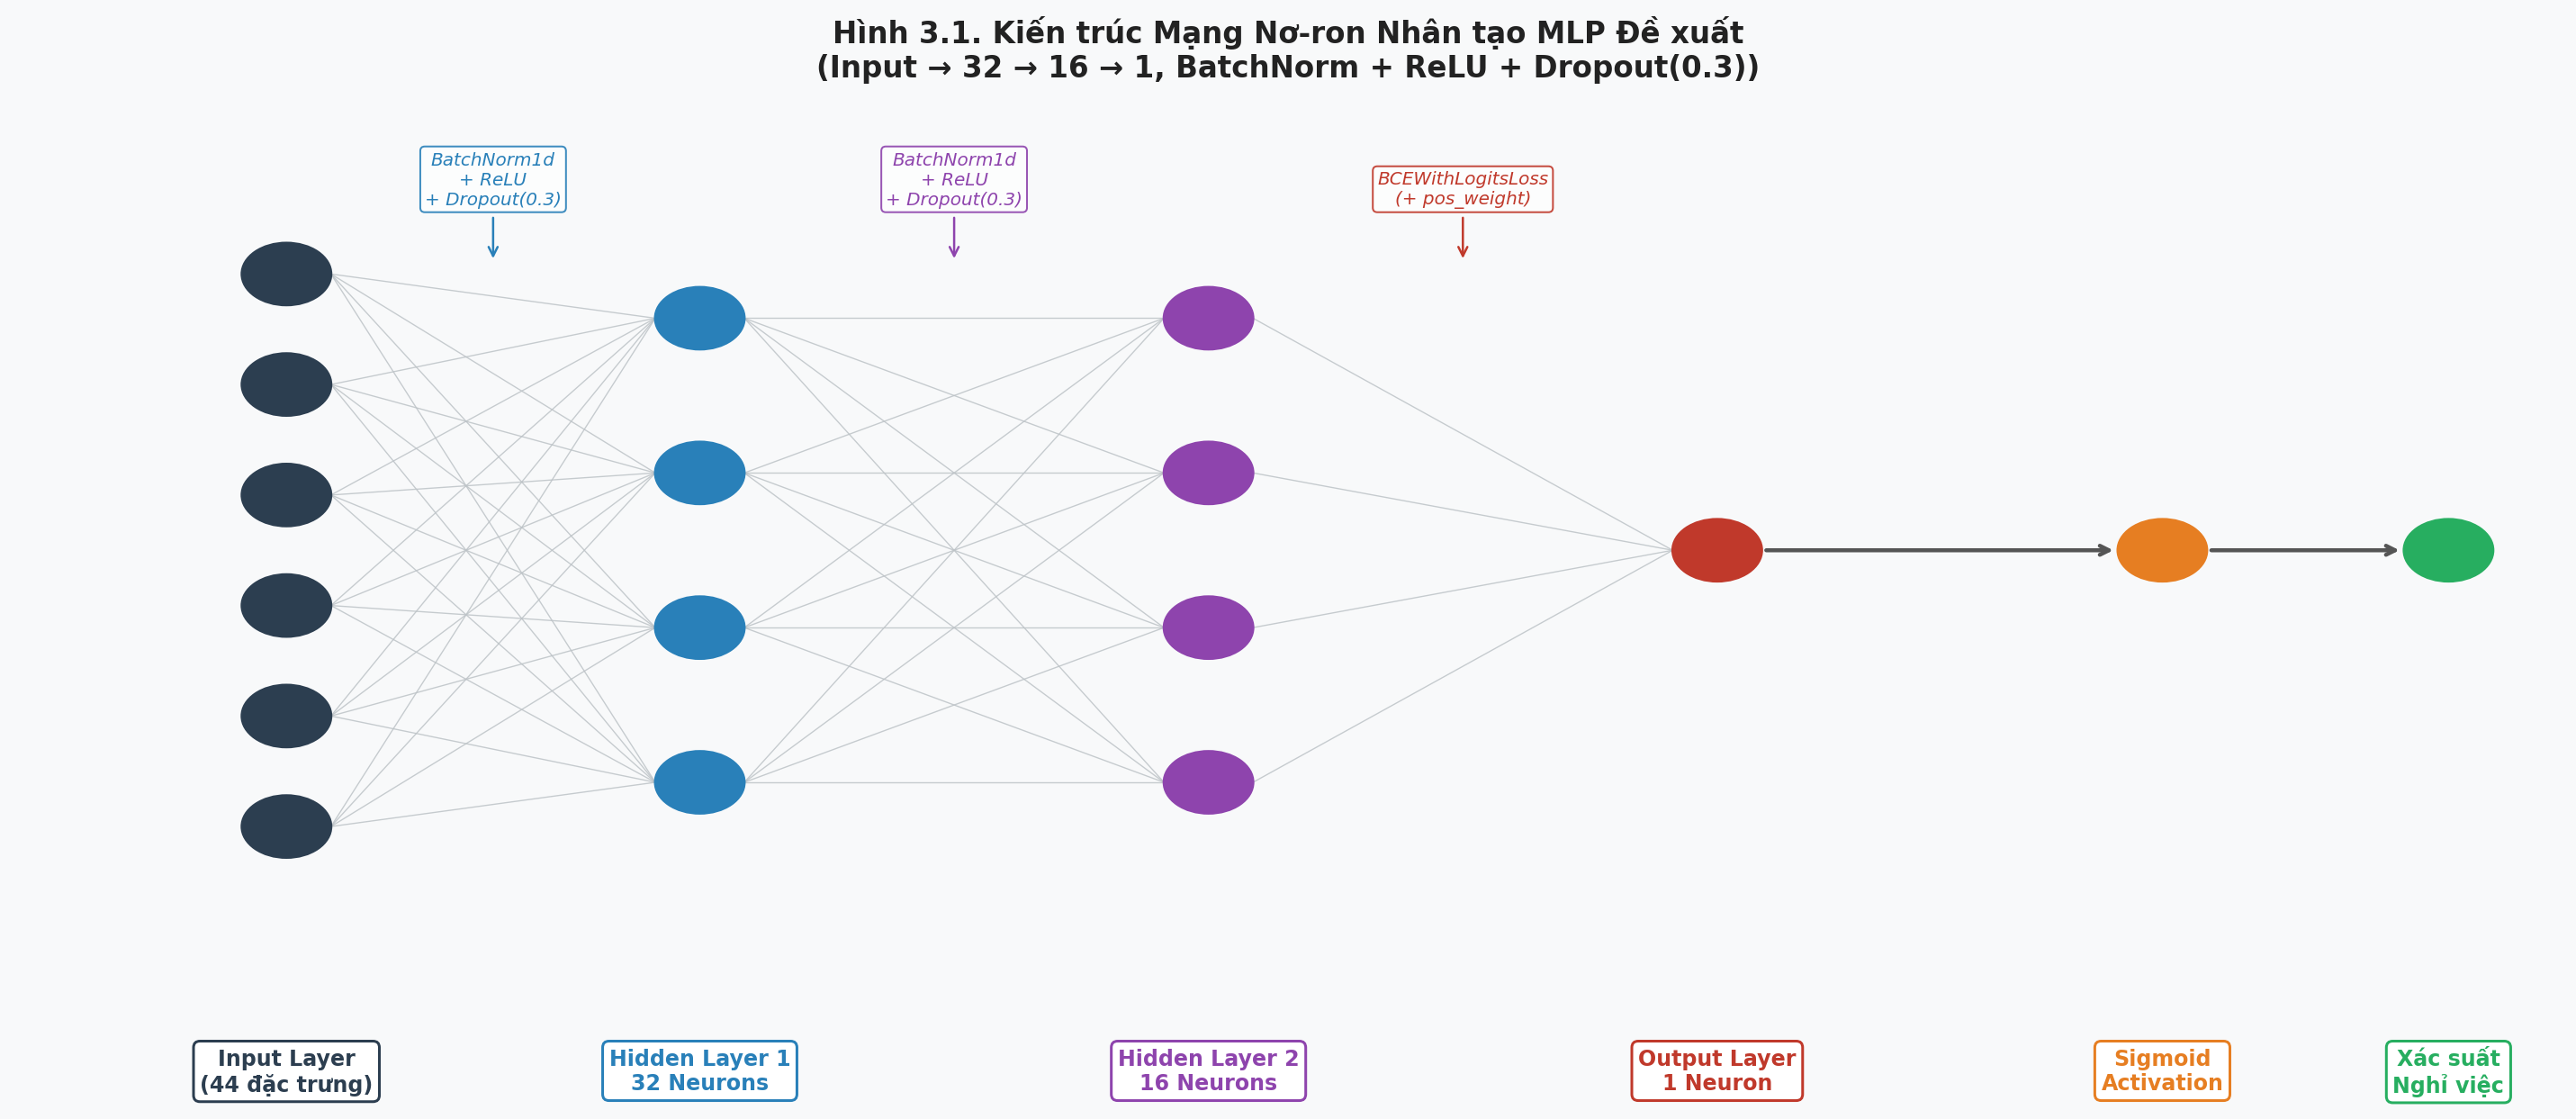 Hình 3.1. Kiến trúc Mạng Nơ-ron Nhân tạo MLP Đề xuất
(Input → 32 → 16 → 1, BatchNorm + ReLU + Dropout(0.3))
BatchNorm1d
+ ReLU
+ Dropout(0.3)
BatchNorm1d
+ ReLU
+ Dropout(0.3)
BCEWithLogitsLoss
(+ pos_weight)
Input Layer
(44 đặc trưng)
Hidden Layer 1
32 Neurons
Hidden Layer 2
16 Neurons
Output Layer
1 Neuron
Sigmoid
Activation
Xác suất
Nghỉ việc